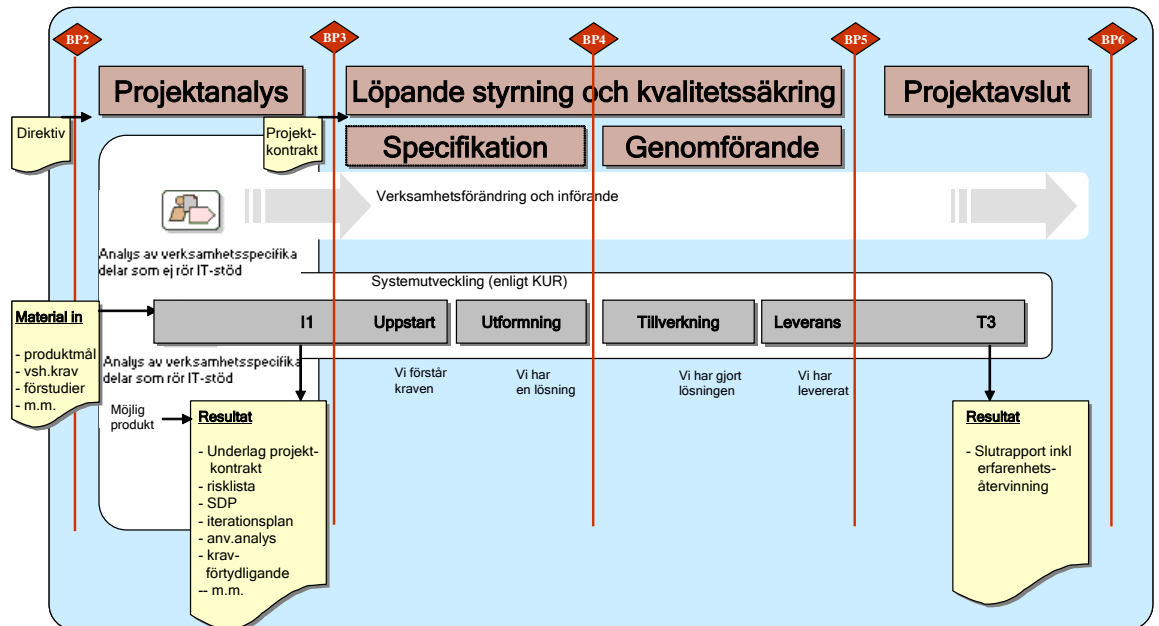 BP2
BP3
BP4
BP5
BP6
Projektanalys
Löpande styrning och kvalitetssäkring
Projektavslut
Direktiv
Projekt-
kontrakt
Specifikation
Genomförande
Verksamhetsförändring och införande
Analys av verksamhetsspecifika
delar som ej rör IT-stöd
Systemutveckling (enligt KUR)
Material in
- produktmål
- vsh.krav
- förstudier
- m.m.
I1
Uppstart
Utformning
Tillverkning
Leverans
T3
Analys av verksamhetsspecifika
delar som rör IT-stöd
Vi förstår
kraven
Vi har
en lösning
Vi har gjort
lösningen
Vi har
levererat
Möjlig
produkt
Resultat
- Underlag projekt-
kontrakt
- risklista
- SDP
- iterationsplan
- anv.analys
- krav-
förtydligande
-- m.m.
Resultat
- Slutrapport inkl
erfarenhets-
återvinning